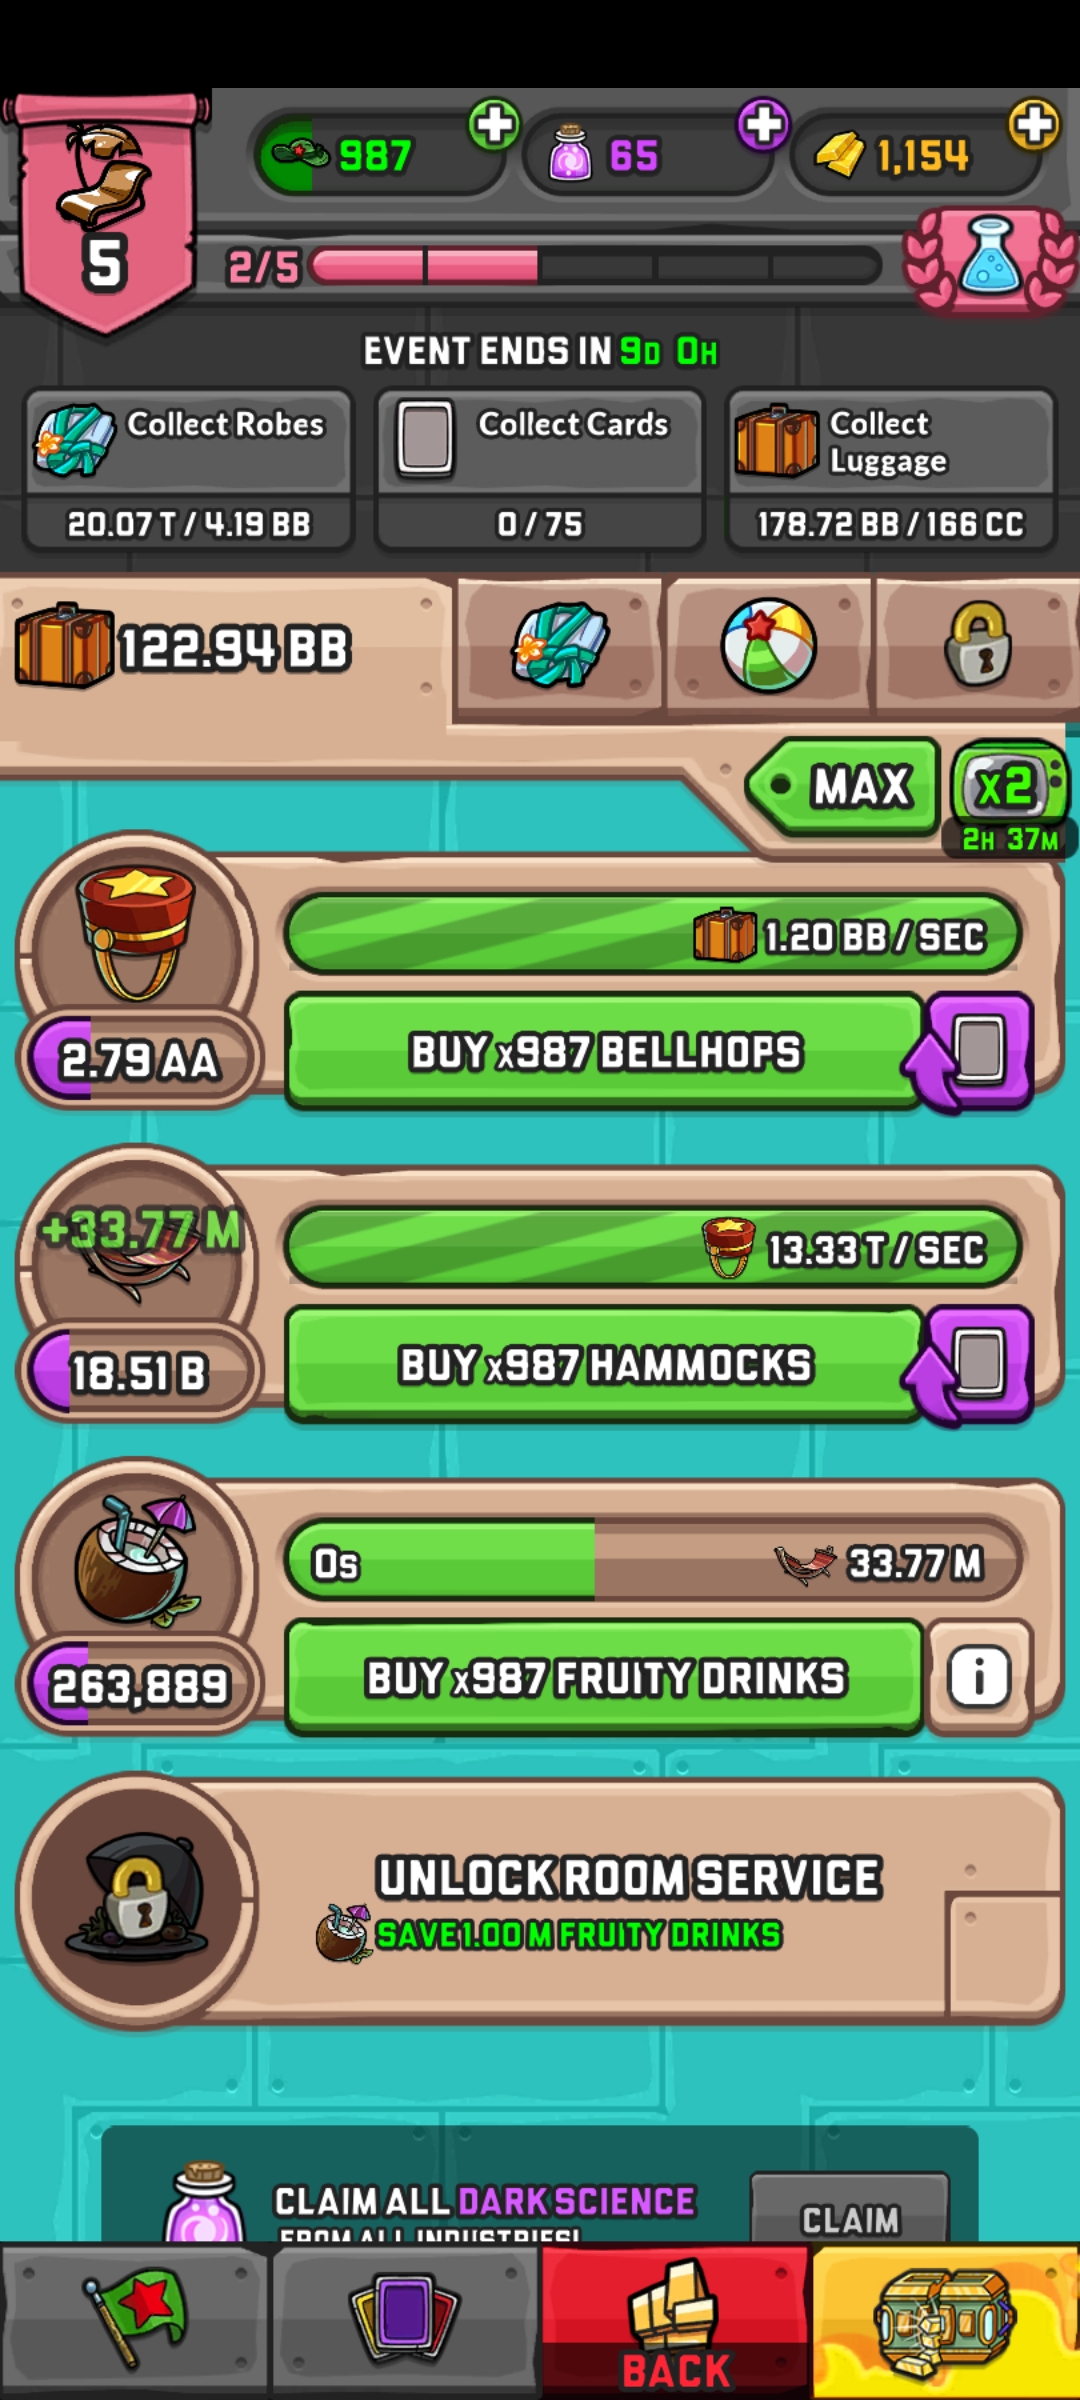 987
65
1,154
5
2/5
EVENT ENDS IN 9D 0H
Collect Robes
20.07 T / 4.19 BB
Collect Cards
0 / 75
Collect
Luggage
178.72 BB / 166 CC
122.94 BB
MAX
x2
2H 37M
1.20 BB / SEC
2.79 AA
BUY x987 BELLHOPS
+33.77 M
13.33 T / SEC
18.51 B
BUY x987 HAMMOCKS
0s
33.77 M
263,889
BUY x987 FRUITY DRINKS
i
UNLOCK ROOM SERVICE
SAVE 1.00 M FRUITY DRINKS
CLAIM ALL DARK SCIENCE
FROM ALL INDUSTRIES!
CLAIM
BACK